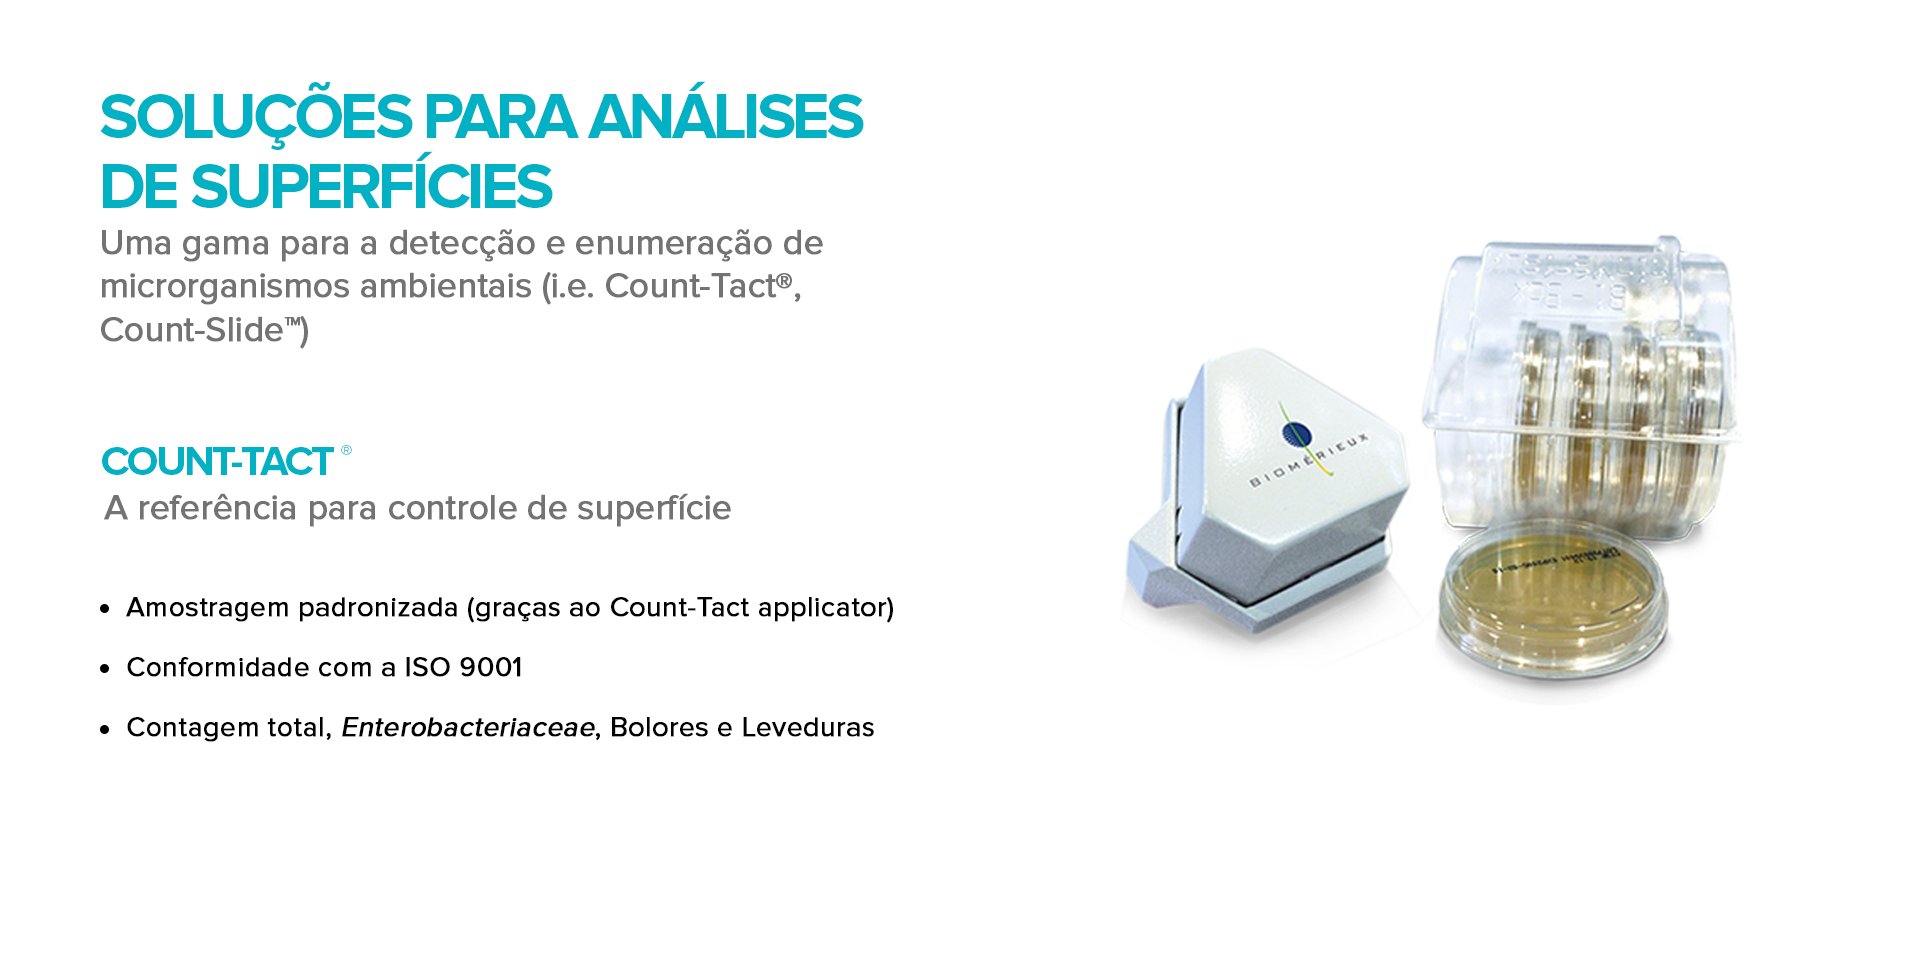 SOLUÇÕES PARA ANÁLISES
DE SUPERFÍCIES
Uma gama para a detecção e enumeração de
microrganismos ambientais (i.e. Count-Tact®,
Count-Slide™)
COUNT-TACT ®
A referência para controle de superfície
• Amostragem padronizada (graças ao Count-Tact applicator)
• Conformidade com a ISO 9001
• Contagem total, Enterobacteriaceae, Bolores e Leveduras
BIOMÉRIEUX